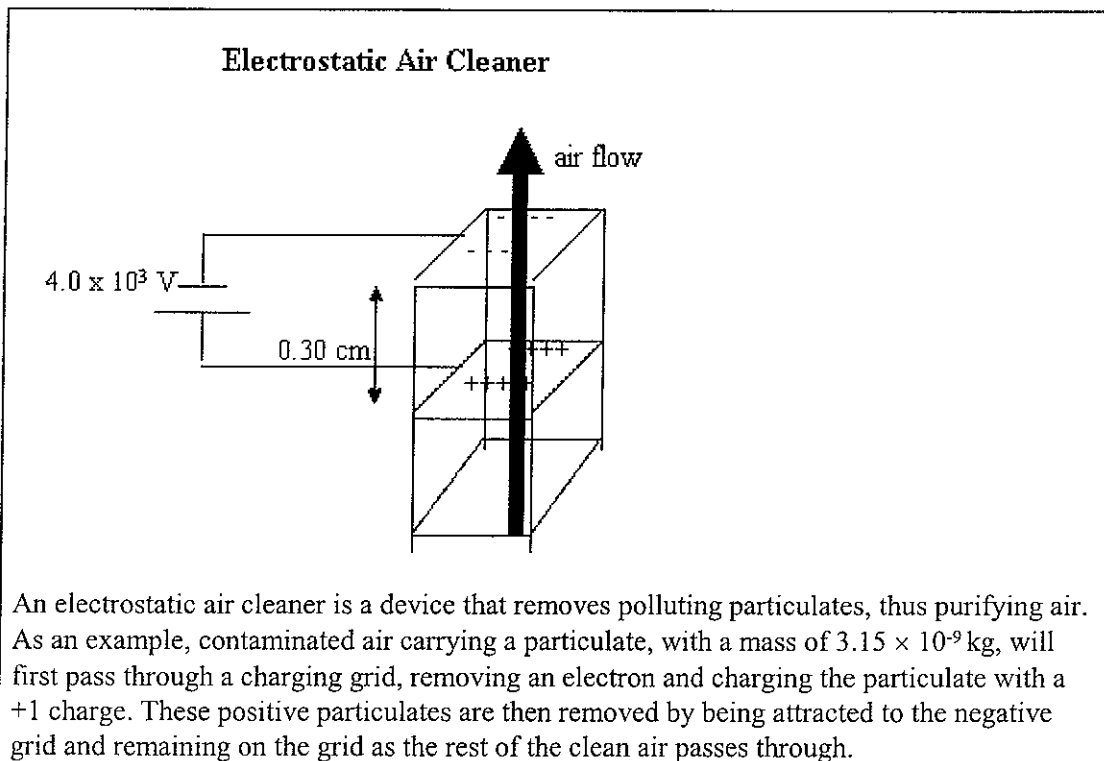 Electrostatic Air Cleaner
air flow
- - - - -
- - -
4.0 x 10³ V
0.30 cm
++++
+++++
An electrostatic air cleaner is a device that removes polluting particulates, thus purifying air.
As an example, contaminated air carrying a particulate, with a mass of 3.15 × 10⁻⁹ kg, will
first pass through a charging grid, removing an electron and charging the particulate with a
+1 charge. These positive particulates are then removed by being attracted to the negative
grid and remaining on the grid as the rest of the clean air passes through.